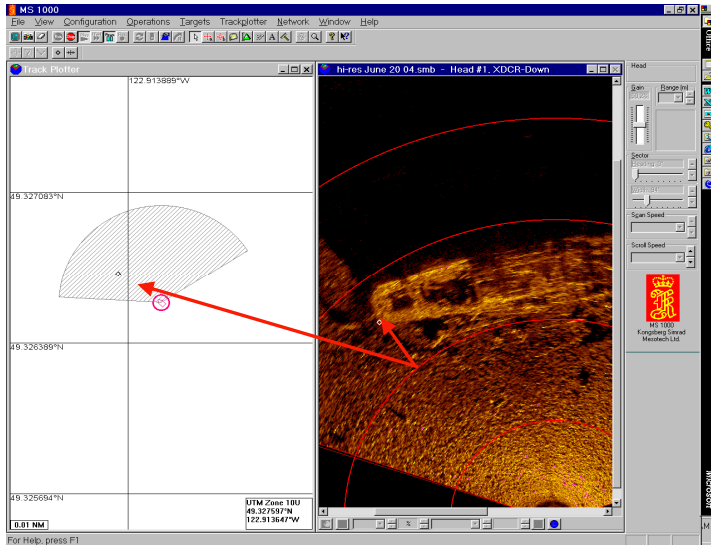 MS 1000
File View Configuration Operations Targets Trackplotter Network Window Help
Office
Track Plotter
122.913889°W
49.327083°N
49.326389°N
49.325694°N
0.01 NM
UTM Zone 10U
49.327597°N
122.913647°W
hi-res June 20 04.smb - Head #1, XDCR-Down
Head
Gain
Range (m)
Sector
Scan Speed
Scroll Speed
MS 1000
Kongsberg Simrad
Mesotech Ltd.
Microsoft
For Help, press F1